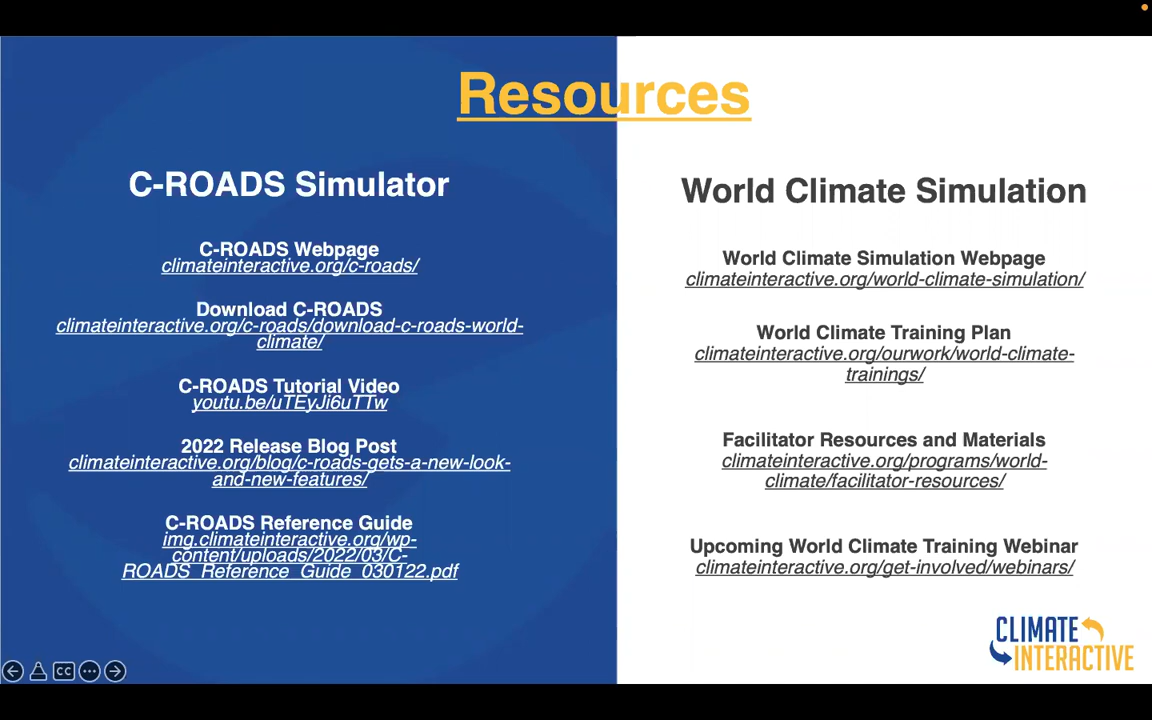 Resources
C-ROADS Simulator
C-ROADS Webpage
climateinteractive.org/c-roads/
Download C-ROADS
climateinteractive.org/c-roads/download-c-roads-world-
climate/
C-ROADS Tutorial Video
youtu.be/uTEyJi6uTTw
2022 Release Blog Post
climateinteractive.org/blog/c-roads-gets-a-new-look-
and-new-features/
C-ROADS Reference Guide
img.climateinteractive.org/wp-
content/uploads/2022/03/C-
ROADS_Reference_Guide_030122.pdf
World Climate Simulation
World Climate Simulation Webpage
climateinteractive.org/world-climate-simulation/
World Climate Training Plan
climateinteractive.org/ourwork/world-climate-
trainings/
Facilitator Resources and Materials
climateinteractive.org/programs/world-
climate/facilitator-resources/
Upcoming World Climate Training Webinar
climateinteractive.org/get-involved/webinars/
CLIMATE
INTERACTIVE
CC